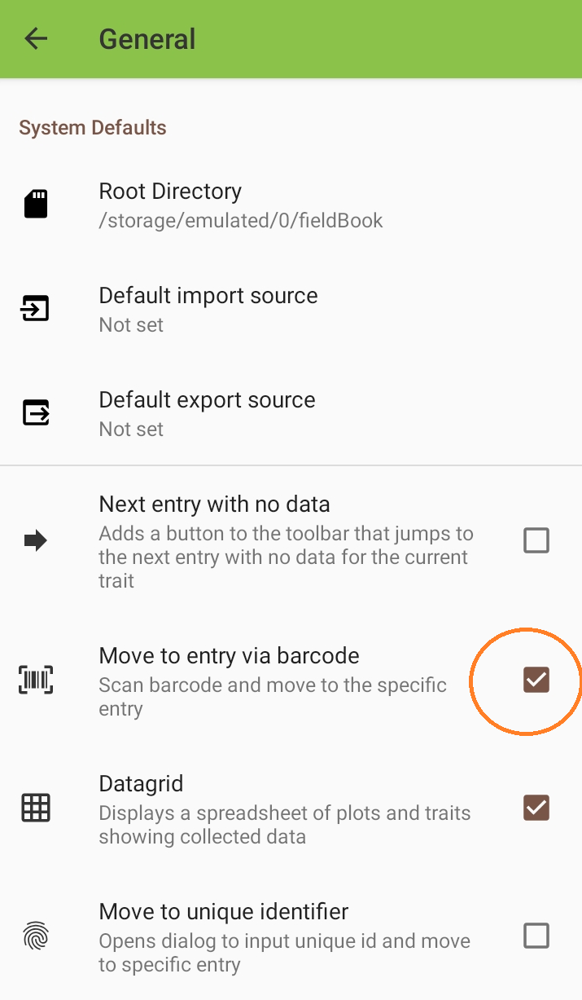 General
System Defaults
Root Directory
/storage/emulated/0/fieldBook
Default import source
Not set
Default export source
Not set
Next entry with no data
Adds a button to the toolbar that jumps to
the next entry with no data for the current
trait
Move to entry via barcode
Scan barcode and move to the specific
entry
Datagrid
Displays a spreadsheet of plots and traits
showing collected data
Move to unique identifier
Opens dialog to input unique id and move
to specific entry